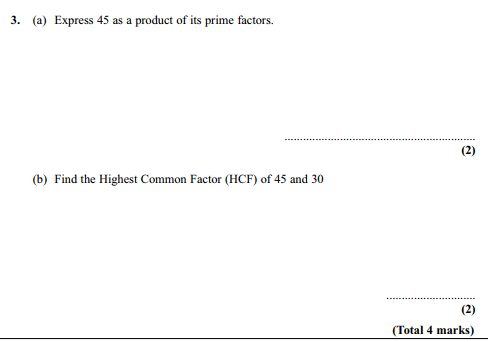 3. (a) Express 45 as a product of its prime factors.
..............................................................
(2)
(b) Find the Highest Common Factor (HCF) of 45 and 30
.............................
(2)
(Total 4 marks)